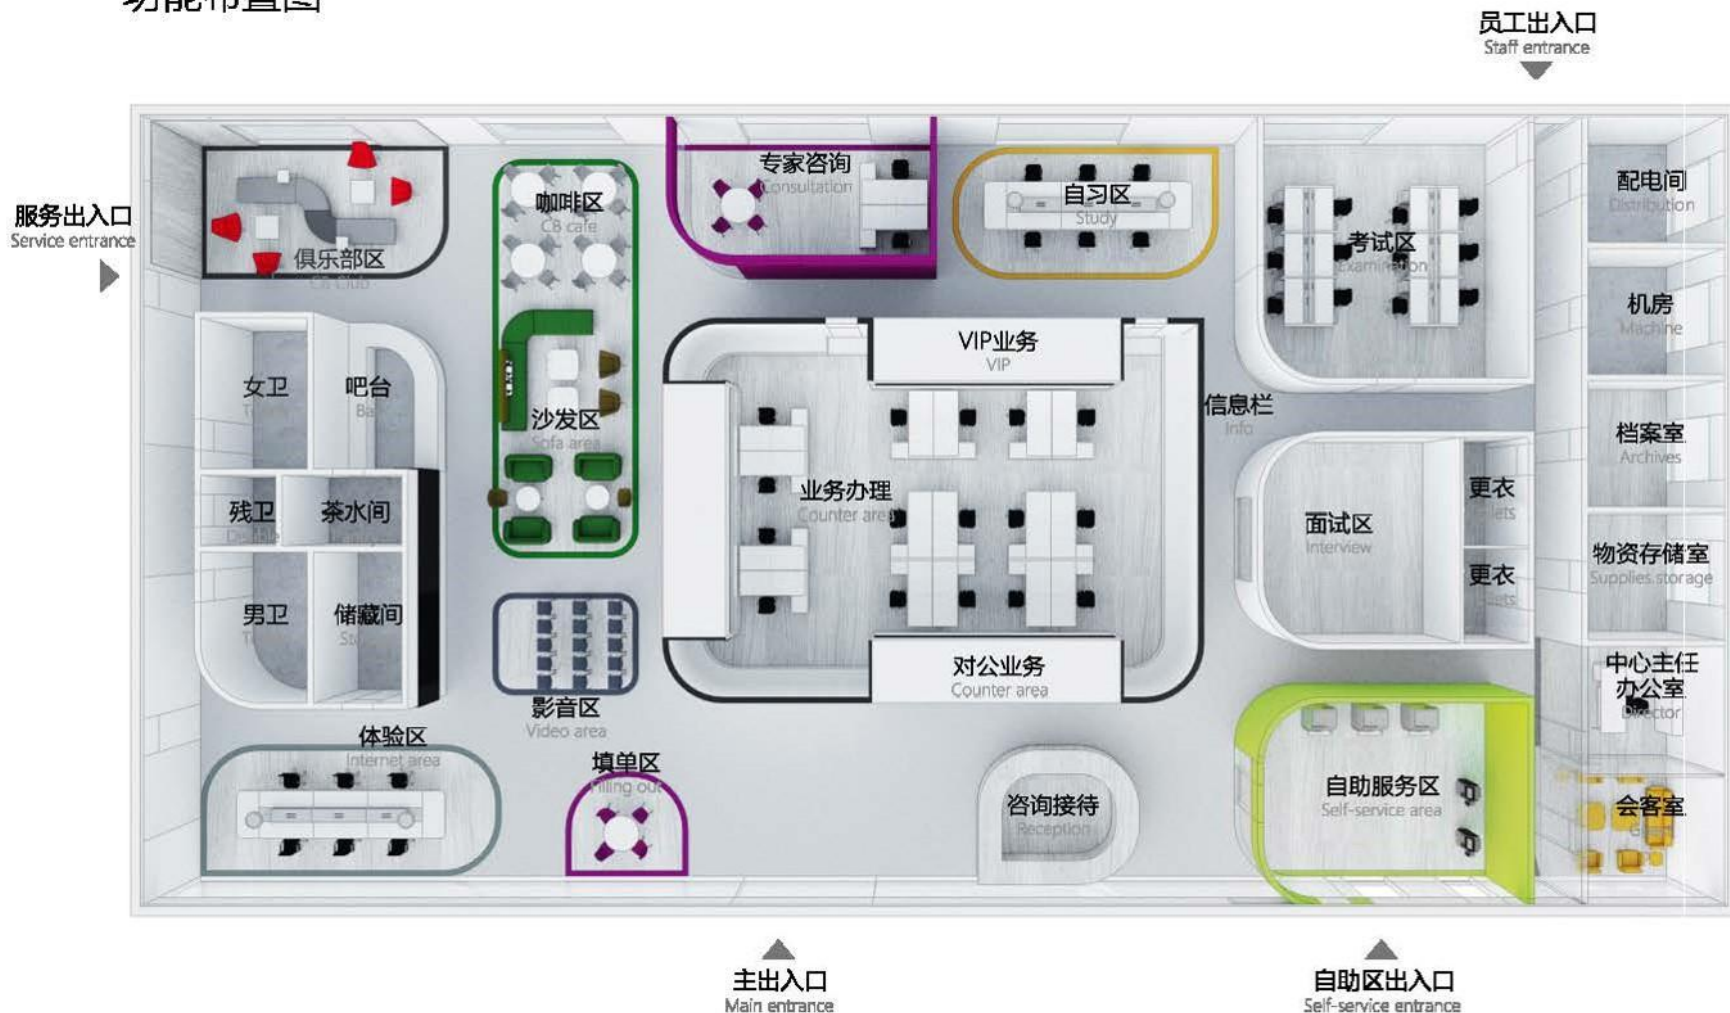 功能布置图
员工出入口
Staff entrance
服务出入口
Service entrance
俱乐部区
CB Club
咖啡区
CB cafe
专家咨询
Consultation
自习区
Study
考试区
Examination
配电间
Distribution
机房
Machine
档案室
Archives
物资存储室
Supplies storage
中心主任
办公室
Director
会客室
女卫
吧台
Ba
沙发区
Sofa area
VIP业务
VIP
信息栏
Info
业务办理
Counter area
残卫
茶水间
男卫
储藏间
面试区
Interview
更衣
更衣
对公业务
Counter area
影音区
Video area
体验区
Internet area
填单区
Filling out
咨询接待
Reception
自助服务区
Self-service area
主出入口
Main entrance
自助区出入口
Self-service entrance